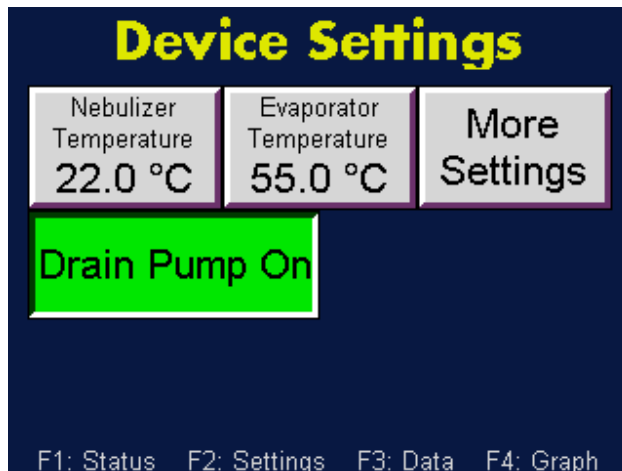 Device Settings
Nebulizer
Temperature
22.0 °C
Evaporator
Temperature
55.0 °C
More
Settings
Drain Pump On
F1: Status F2: Settings F3: Data F4: Graph